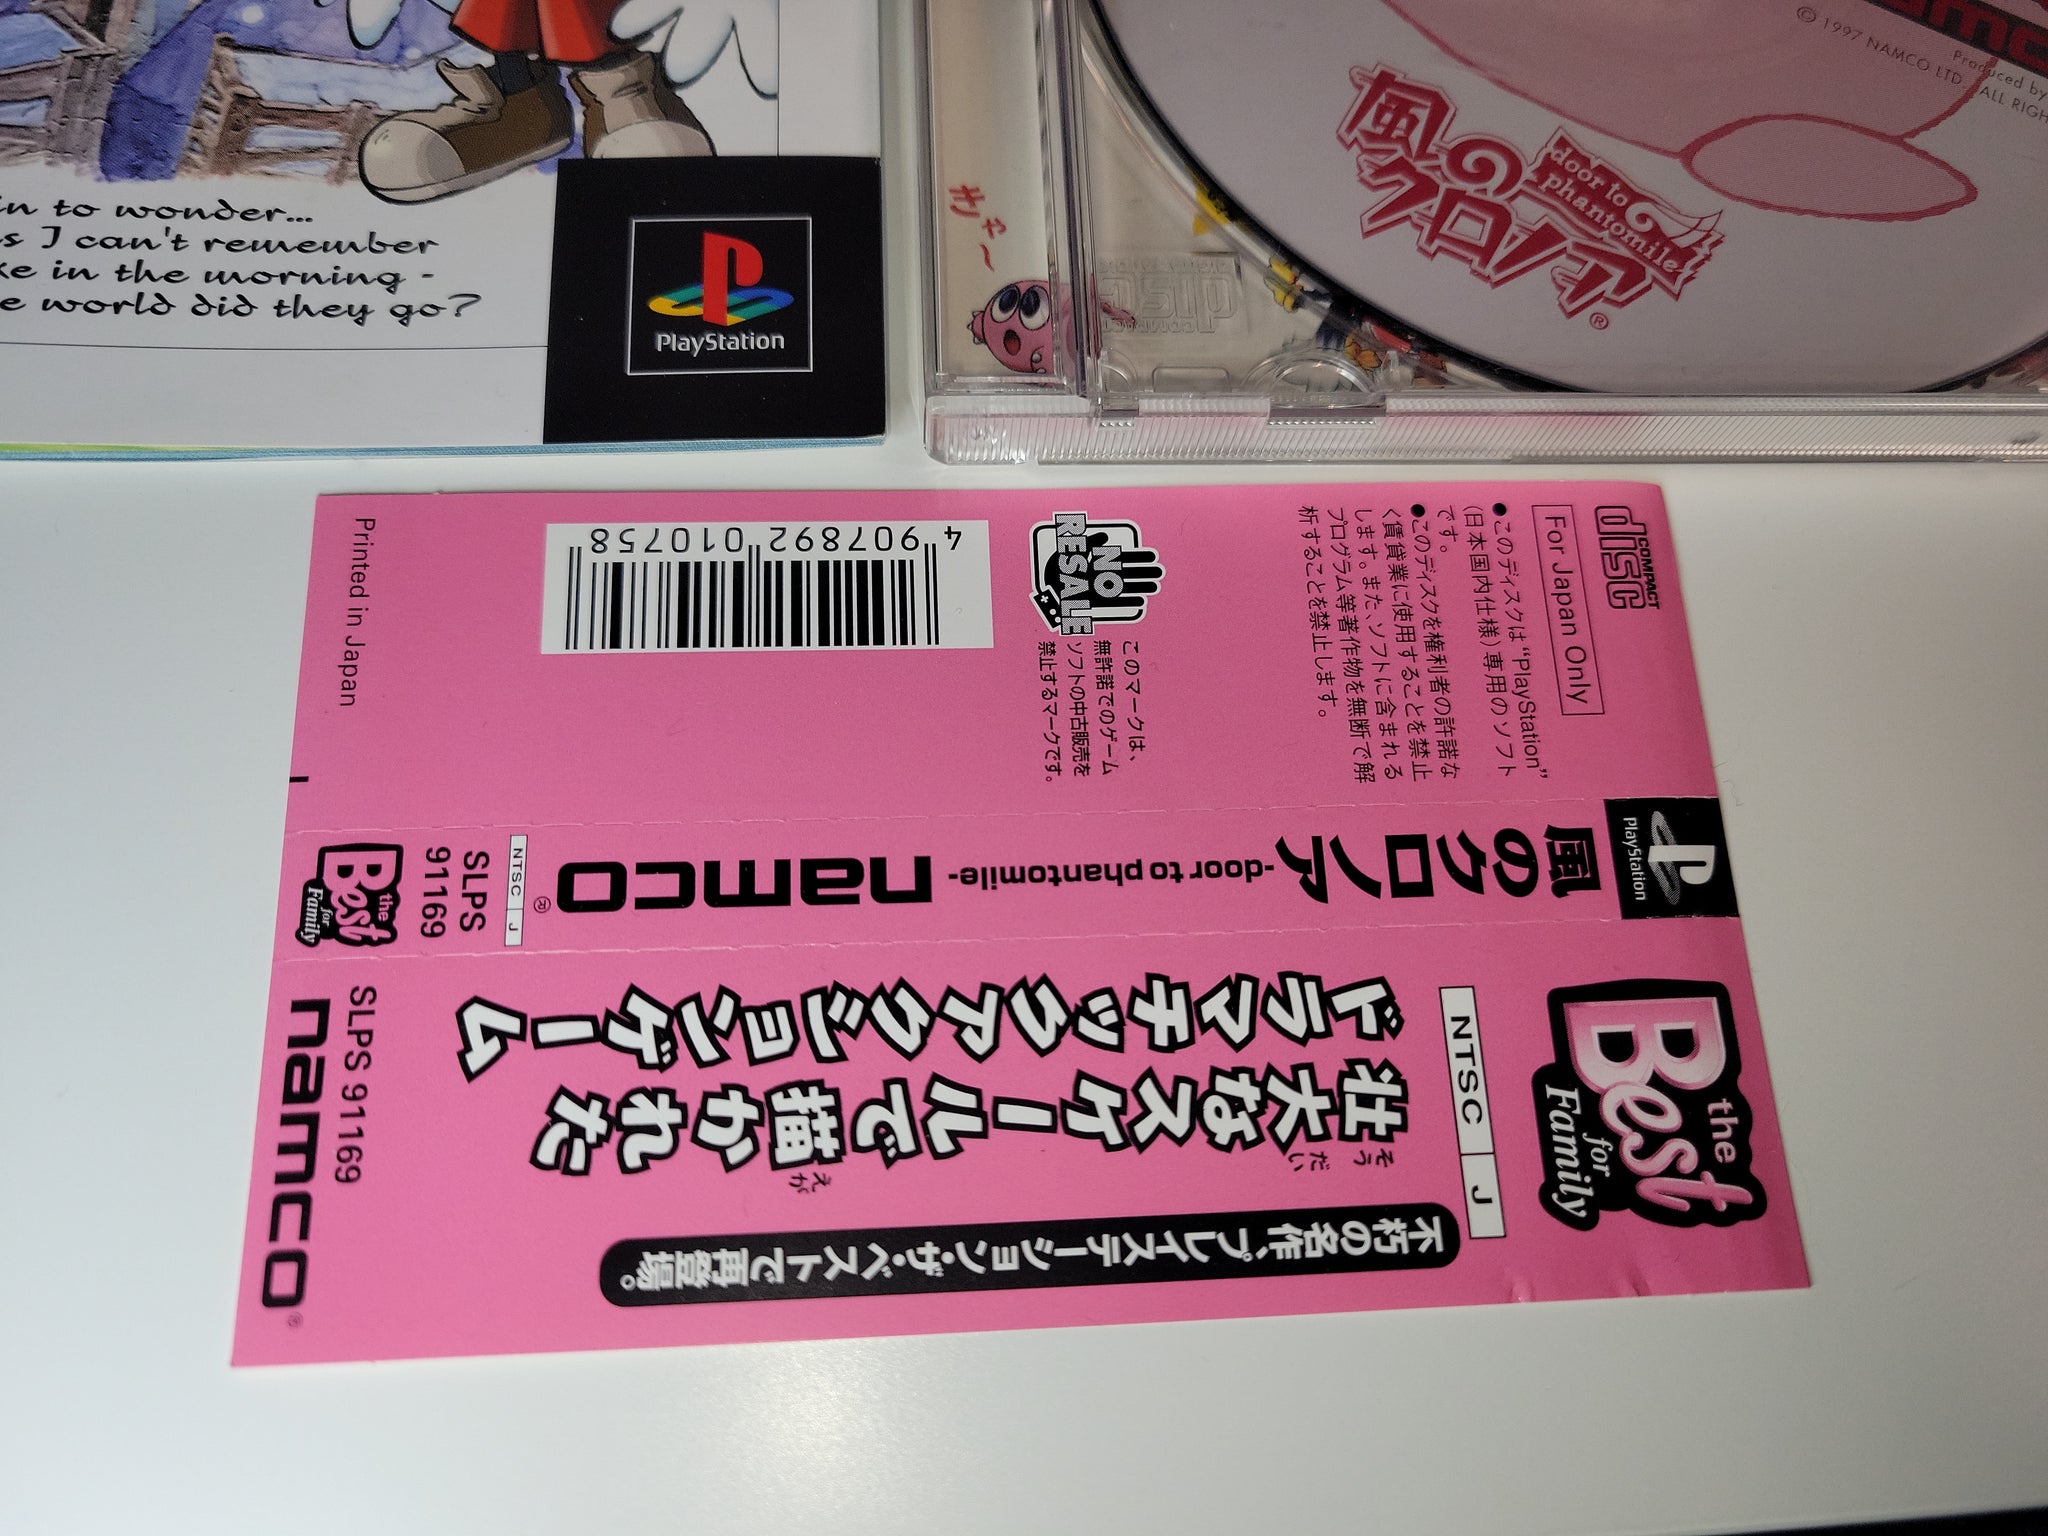 in to wonder...
s I can't remember
ke in the morning -
e world did they go?
PlayStation
きゃ〜
COMPACT
disc
風のクロノア
door to
phantomile
®
© 1997 NAMCO LTD., ALL RIGH
Produced by
COMPACT
disc
For Japan Only
●このディスクは“PlayStation”
(日本国内仕様)専用のソフト
です。
●このディスクを権利者の許諾な
く賃貸業に使用することを禁止
します。また、ソフトに含まれる
プログラム等著作物を無断で解
析することを禁止します。
NO
RESALE
このマークは、
無許諾でのゲーム
ソフトの中古販売を
禁止するマークです。
4 907892 010758
Printed in Japan
PlayStation
風のクロノア
-door to phantomile-
namco®
NTSC J
SLPS
91169
the
Best
for
Family
the
Best
for
Family
NTSC J
不朽の名作、プレイステーション・ザ・ベストで再登場。
そうだい えが
壮大なスケールで描かれた
ドラマチックアクションゲーム
SLPS 91169
namco®